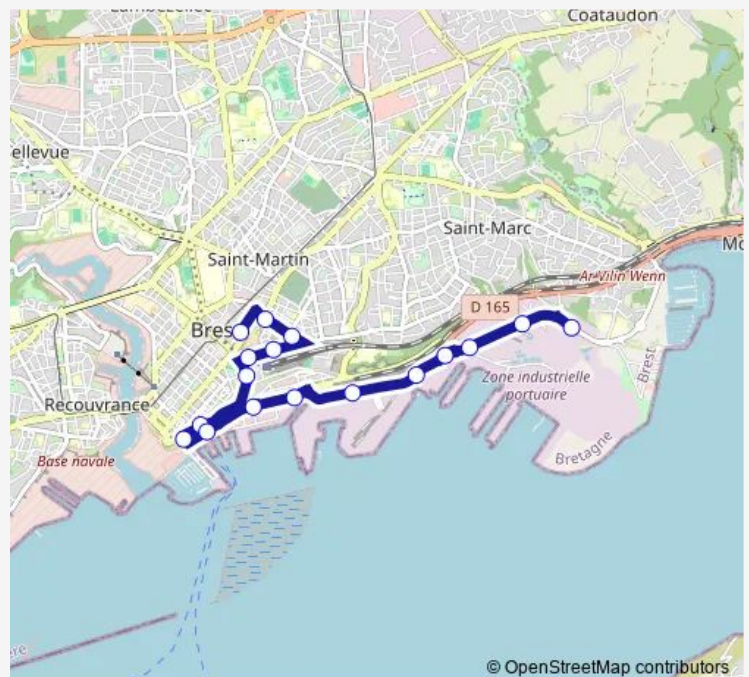 Coataudon
ellevue
Saint-Marc
Saint-Martin
Ar Vilin Wenn
D 165
Bres
Brest
Zone industrielle
portuaire
Recouvrance
Base navale
Bretagne
© OpenStreetMap contributors